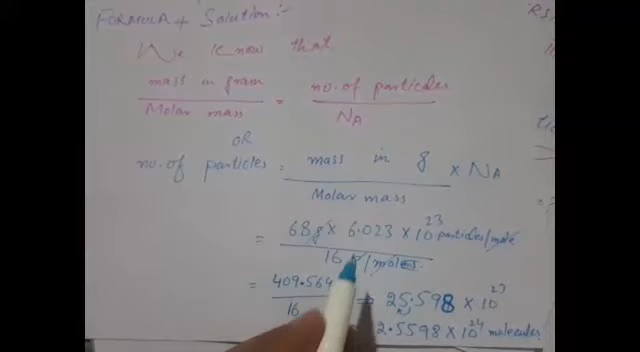 FORMULA + Solution :-
We know that
mass in gram / Molar mass = no. of particles / NA
OR
no. of particles = mass in g / Molar mass × NA
= 68g × 6.023 × 10^23 particles/mole / 16 g/moles
= 409.564 / 16 = 25.598 × 10^23
2.5598 × 10^24 molecules